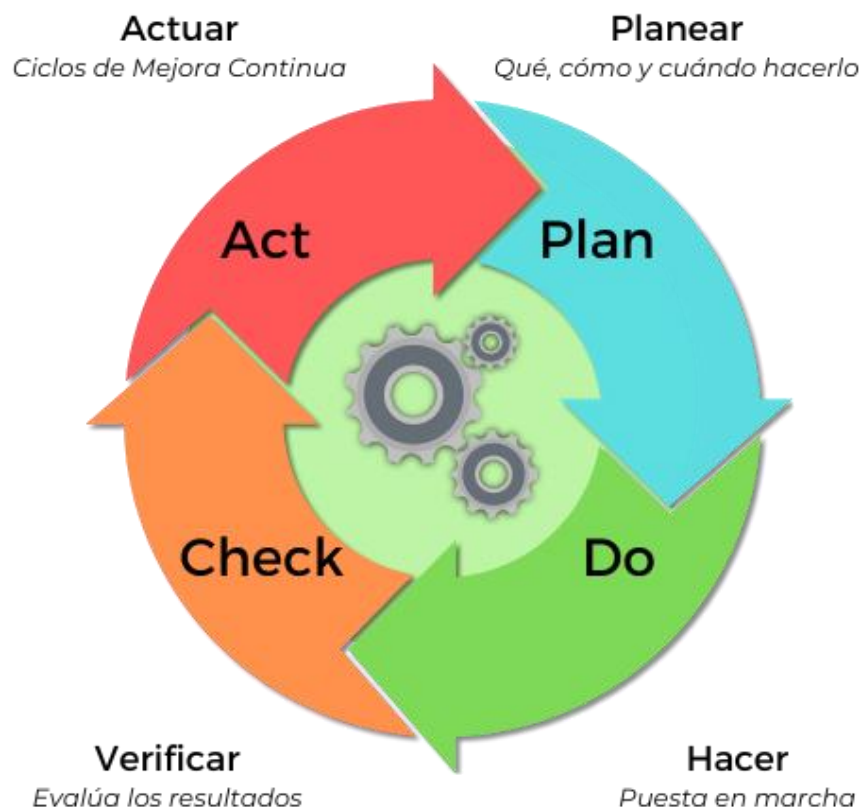 Actuar
Ciclos de Mejora Continua
Planear
Qué, cómo y cuándo hacerlo
Act
Plan
Check
Do
Verificar
Evalúa los resultados
Hacer
Puesta en marcha